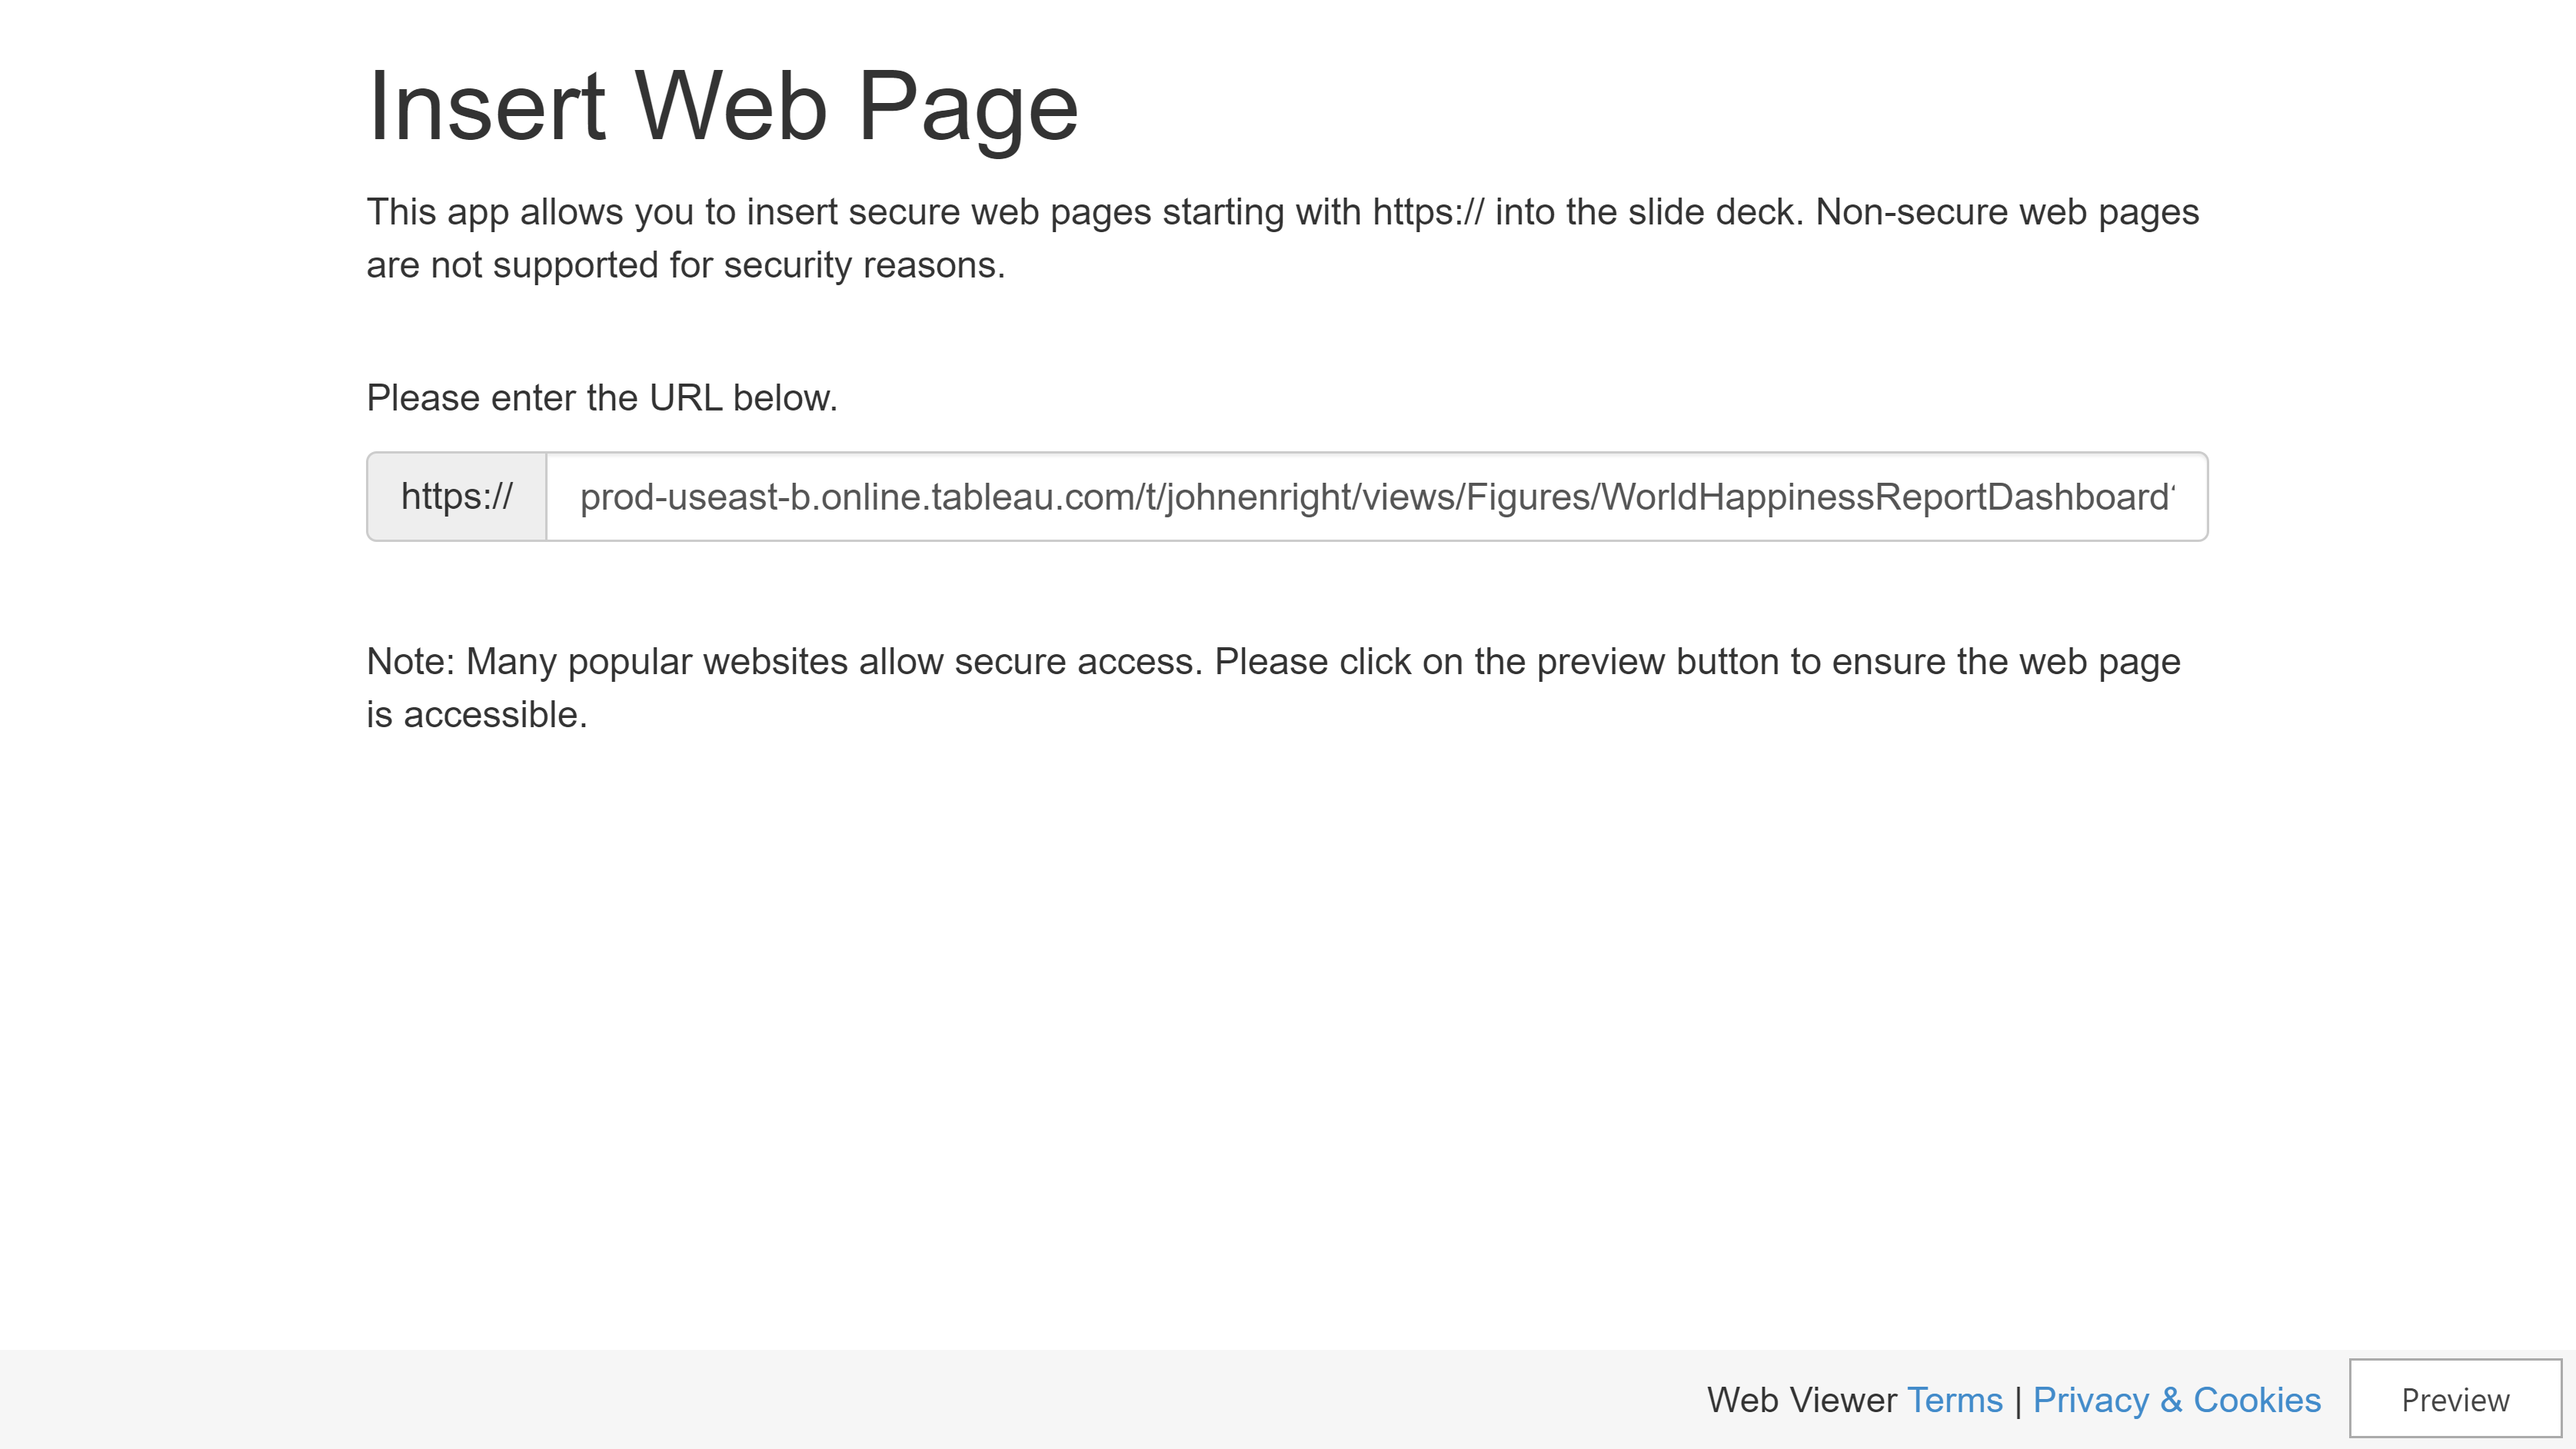 Insert Web Page
This app allows you to insert secure web pages starting with https:// into the slide deck. Non-secure web pages
are not supported for security reasons.
Please enter the URL below.
https:// prod-useast-b.online.tableau.com/t/johnenright/views/Figures/WorldHappinessReportDashboard
Note: Many popular websites allow secure access. Please click on the preview button to ensure the web page
is accessible.
Web Viewer Terms | Privacy & Cookies Preview